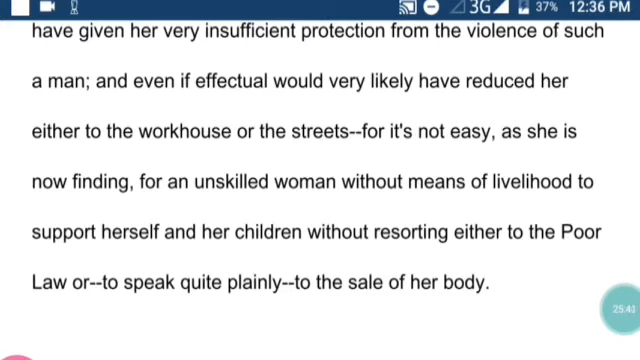 3G 37% 12:36 PM
have given her very insufficient protection from the violence of such
a man; and even if effectual would very likely have reduced her
either to the workhouse or the streets--for it's not easy, as she is
now finding, for an unskilled woman without means of livelihood to
support herself and her children without resorting either to the Poor
Law or--to speak quite plainly--to the sale of her body.
25:41